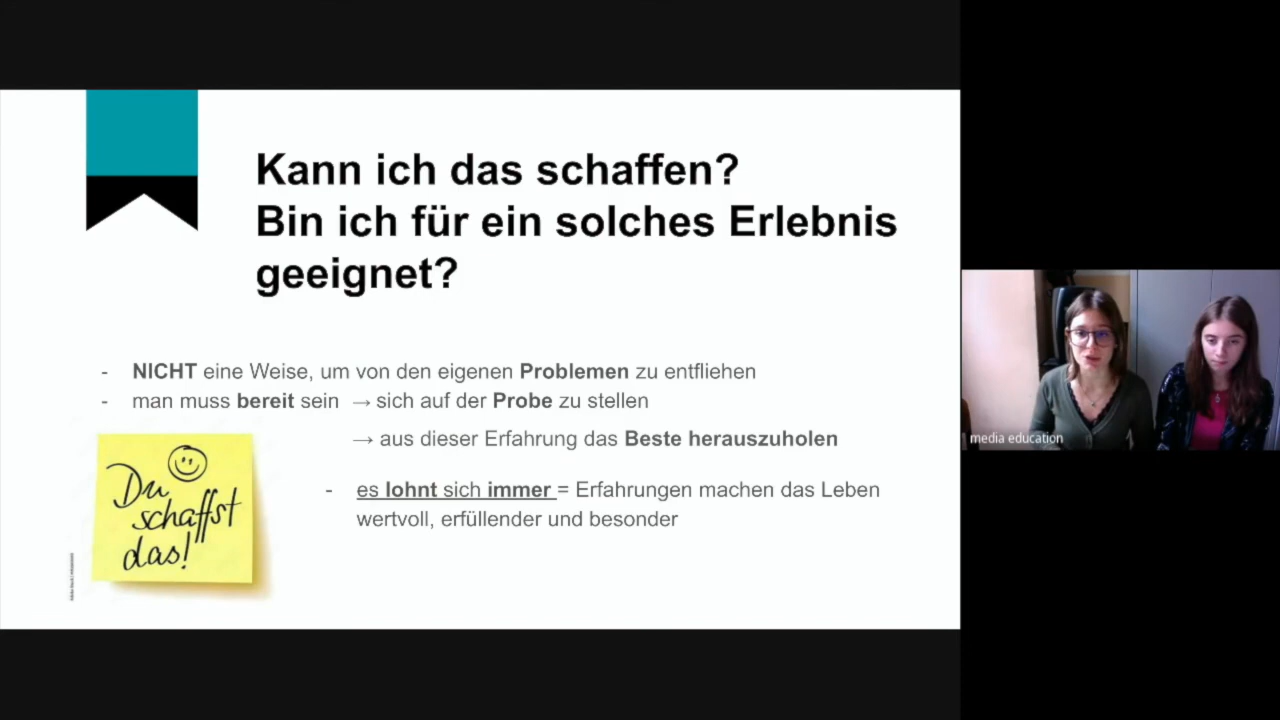 Kann ich das schaffen?
Bin ich für ein solches Erlebnis
geeignet?
- NICHT eine Weise, um von den eigenen Problemen zu entfliehen
- man muss bereit sein → sich auf der Probe zu stellen
→ aus dieser Erfahrung das Beste herauszuholen
- es lohnt sich immer = Erfahrungen machen das Leben
wertvoll, erfüllender und besonder
Du
schaffst
das!
media education